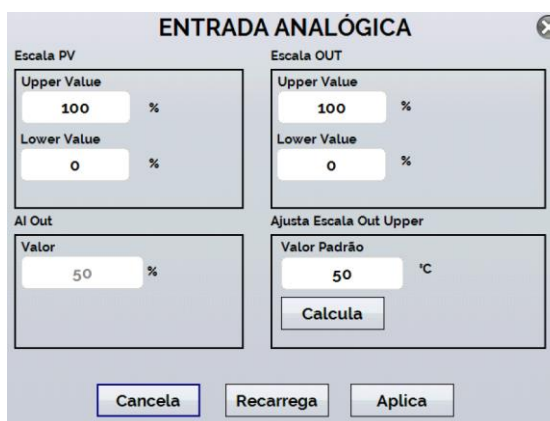 ENTRADA ANALÓGICA
Escala PV
Upper Value
100 %
Lower Value
0 %
Escala OUT
Upper Value
100 %
Lower Value
0 %
AI Out
Valor
50 %
Ajusta Escala Out Upper
Valor Padrão
50 °C
Calcula
Cancela Recarrega Aplica